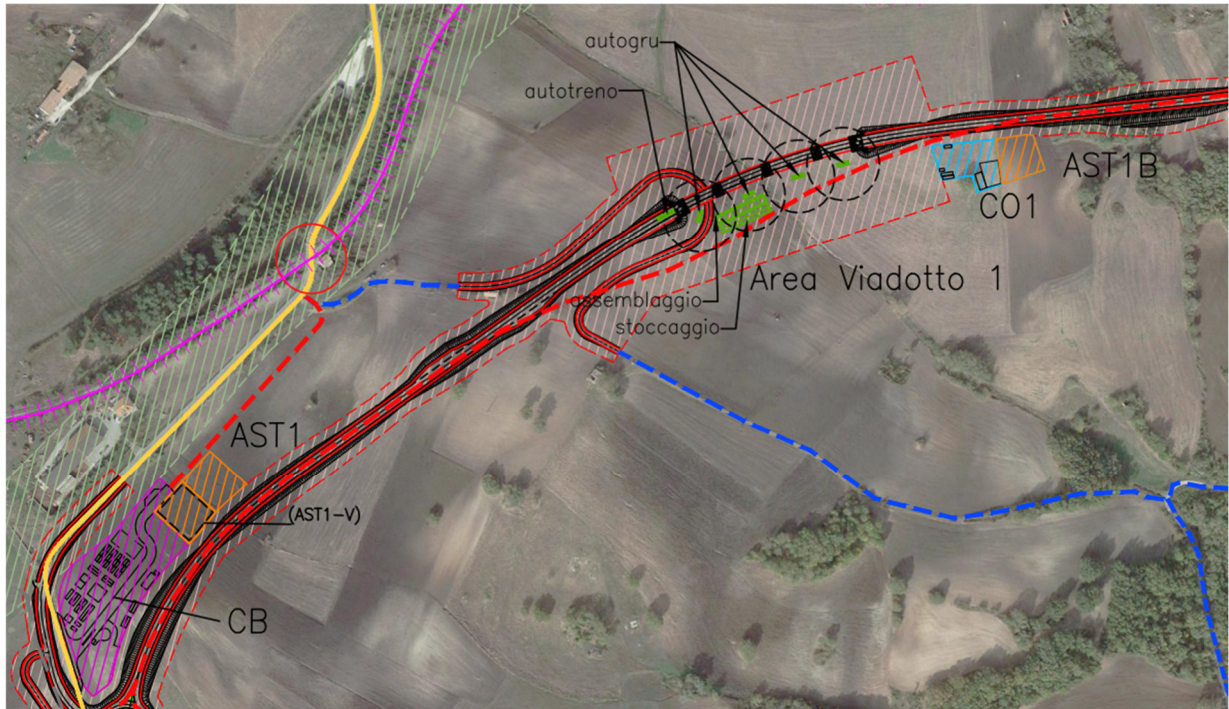 autogru
autotreno
AST1B
CO1
Area Viadotto 1
assemblaggio
stoccaggio
AST1
(AST1-V)
CB